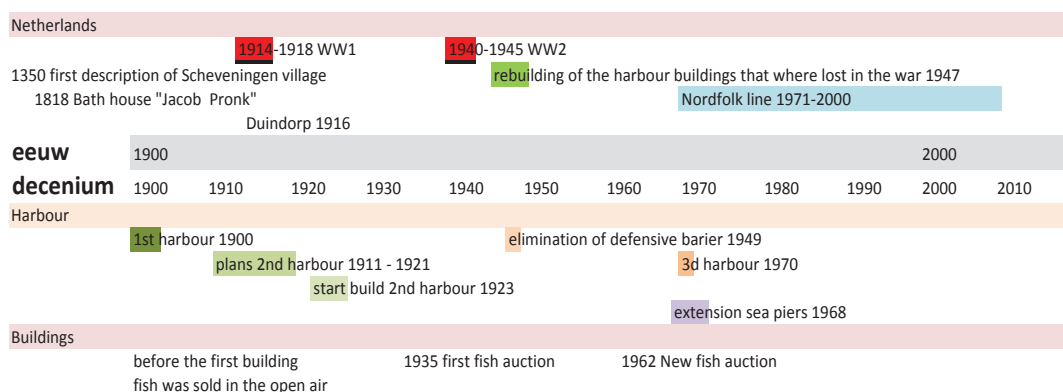 Netherlands
1914-1918 WW1 1940-1945 WW2
1350 first description of Scheveningen village rebuilding of the harbour buildings that where lost in the war 1947
1818 Bath house "Jacob Pronk" Nordfolk line 1971-2000
Duindorp 1916
eeuw 1900 2000
decenium 1900 1910 1920 1930 1940 1950 1960 1970 1980 1990 2000 2010
Harbour
1st harbour 1900 elimination of defensive barier 1949
plans 2nd harbour 1911 - 1921 3d harbour 1970
start build 2nd harbour 1923
extension sea piers 1968
Buildings
before the first building 1935 first fish auction 1962 New fish auction
fish was sold in the open air